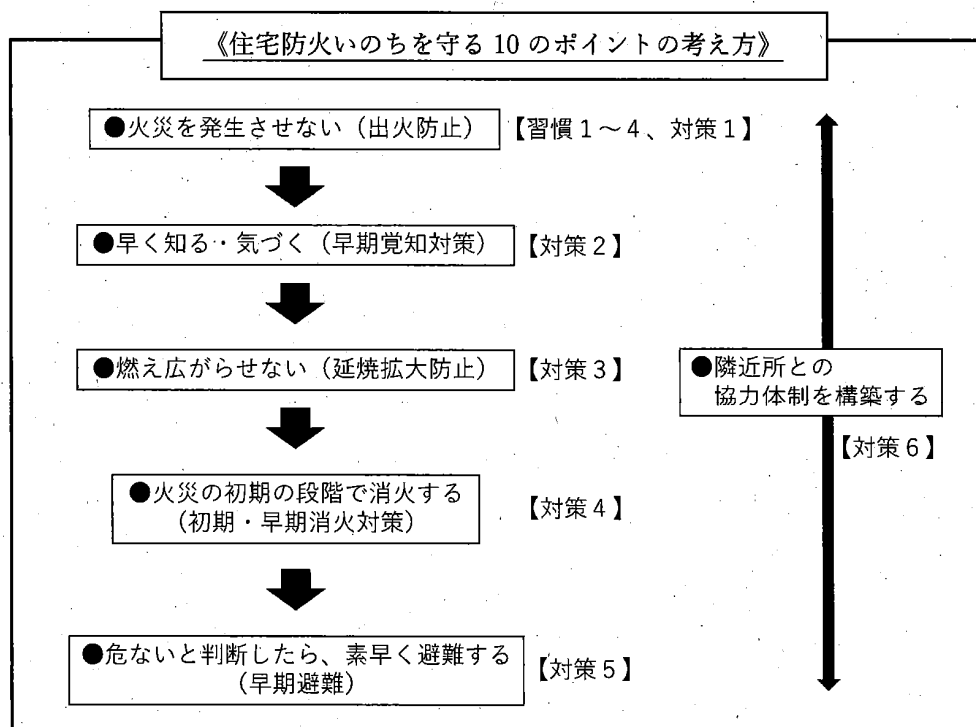 《住宅防火いのちを守る 10 のポイントの考え方》
●火災を発生させない（出火防止）
【習慣1～4、対策1】
●早く知る・気づく（早期覚知対策）
【対策2】
●燃え広がらせない（延焼拡大防止）
【対策3】
●隣近所との
協力体制を構築する
【対策6】
●火災の初期の段階で消火する
（初期・早期消火対策）
【対策4】
●危ないと判断したら、素早く避難する
（早期避難）
【対策5】